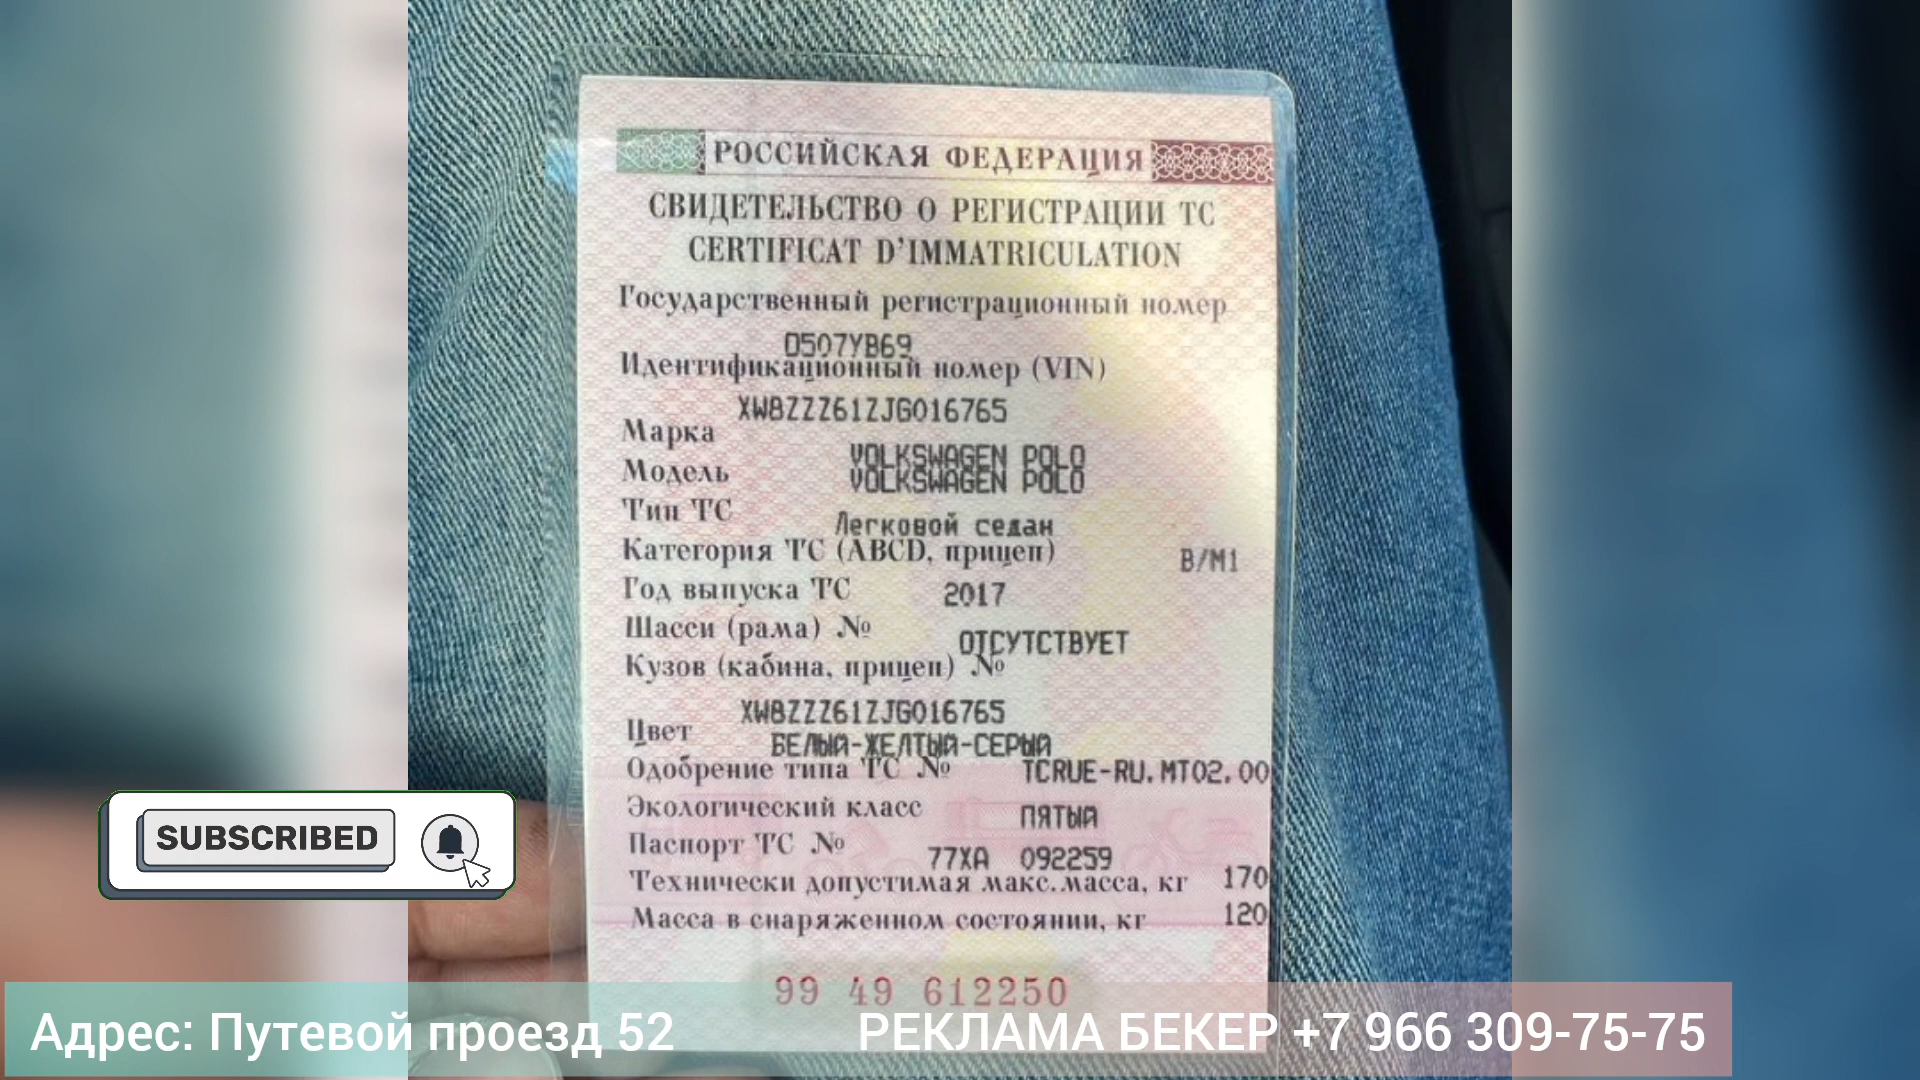 РОССИЙСКАЯ ФЕДЕРАЦИЯ
СВИДЕТЕЛЬСТВО О РЕГИСТРАЦИИ ТС
CERTIFICAT D'IMMATRICULATION
Государственный регистрационный номер
О507УВ69
Идентификационный номер (VIN)
XW8ZZZ61ZJG016765
Марка VOLKSWAGEN POLO
Модель VOLKSWAGEN POLO
Тип ТС Легковой седан
Категория ТС (ABCD, прицеп) B/M1
Год выпуска ТС 2017
Шасси (рама) № ОТСУТСТВУЕТ
Кузов (кабина, прицеп) №
XW8ZZZ61ZJG016765
Цвет БЕЛЫЙ-ЖЕЛТЫЙ-СЕРЫЙ
Одобрение типа ТС № TCRUE-RU.MT02.00
Экологический класс ПЯТЫЙ
Паспорт ТС № 77ХА 092259
Технически допустимая макс.масса, кг 170
Масса в снаряженном состоянии, кг 120
99 49 612250
SUBSCRIBED
Адрес: Путевой проезд 52 РЕКЛАМА БЕКЕР +7 966 309-75-75